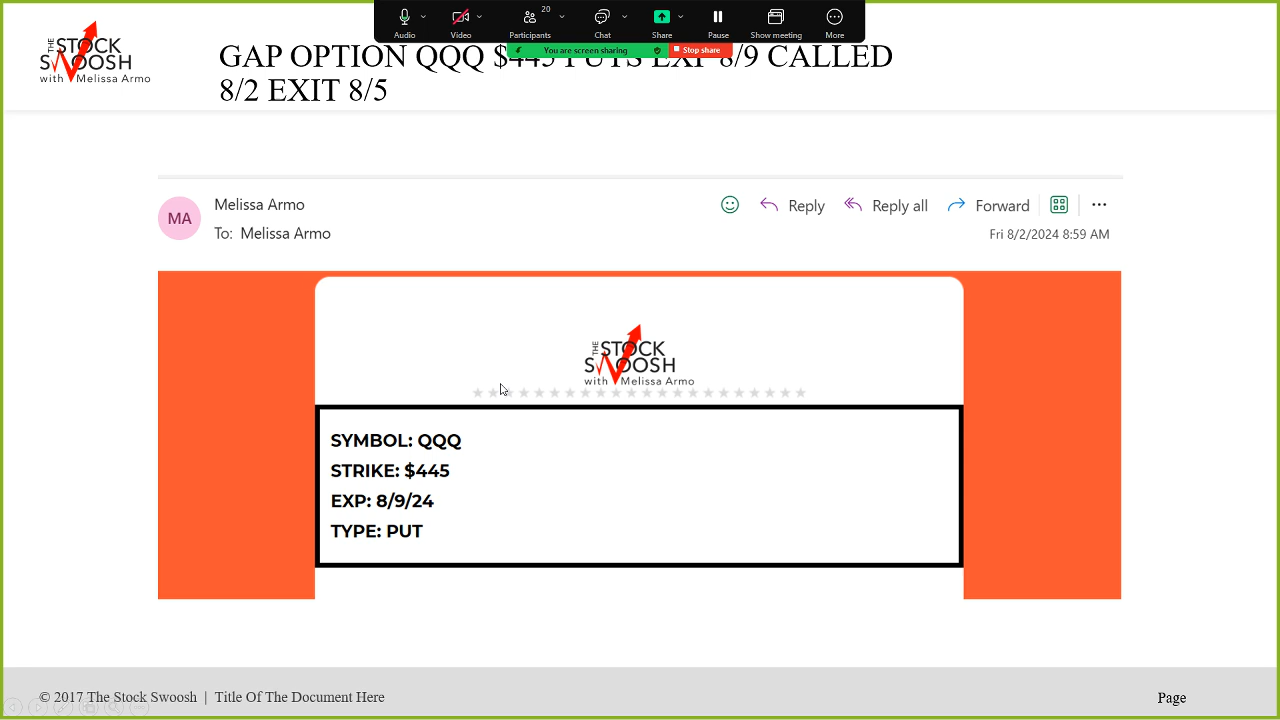 Audio
Video
20
Participants
Chat
Share
Pause
Show meeting
More
You are screen sharing
Stop share
THE
STOCK
SWOOSH
with Melissa Armo
GAP OPTION QQQ $445 PUTS EXP 8/9 CALLED
8/2 EXIT 8/5
MA
Melissa Armo
To: Melissa Armo
Reply
Reply all
Forward
Fri 8/2/2024 8:59 AM
THE
STOCK
SWOOSH
with Melissa Armo
SYMBOL: QQQ
STRIKE: $445
EXP: 8/9/24
TYPE: PUT
© 2017 The Stock Swoosh | Title Of The Document Here
Page